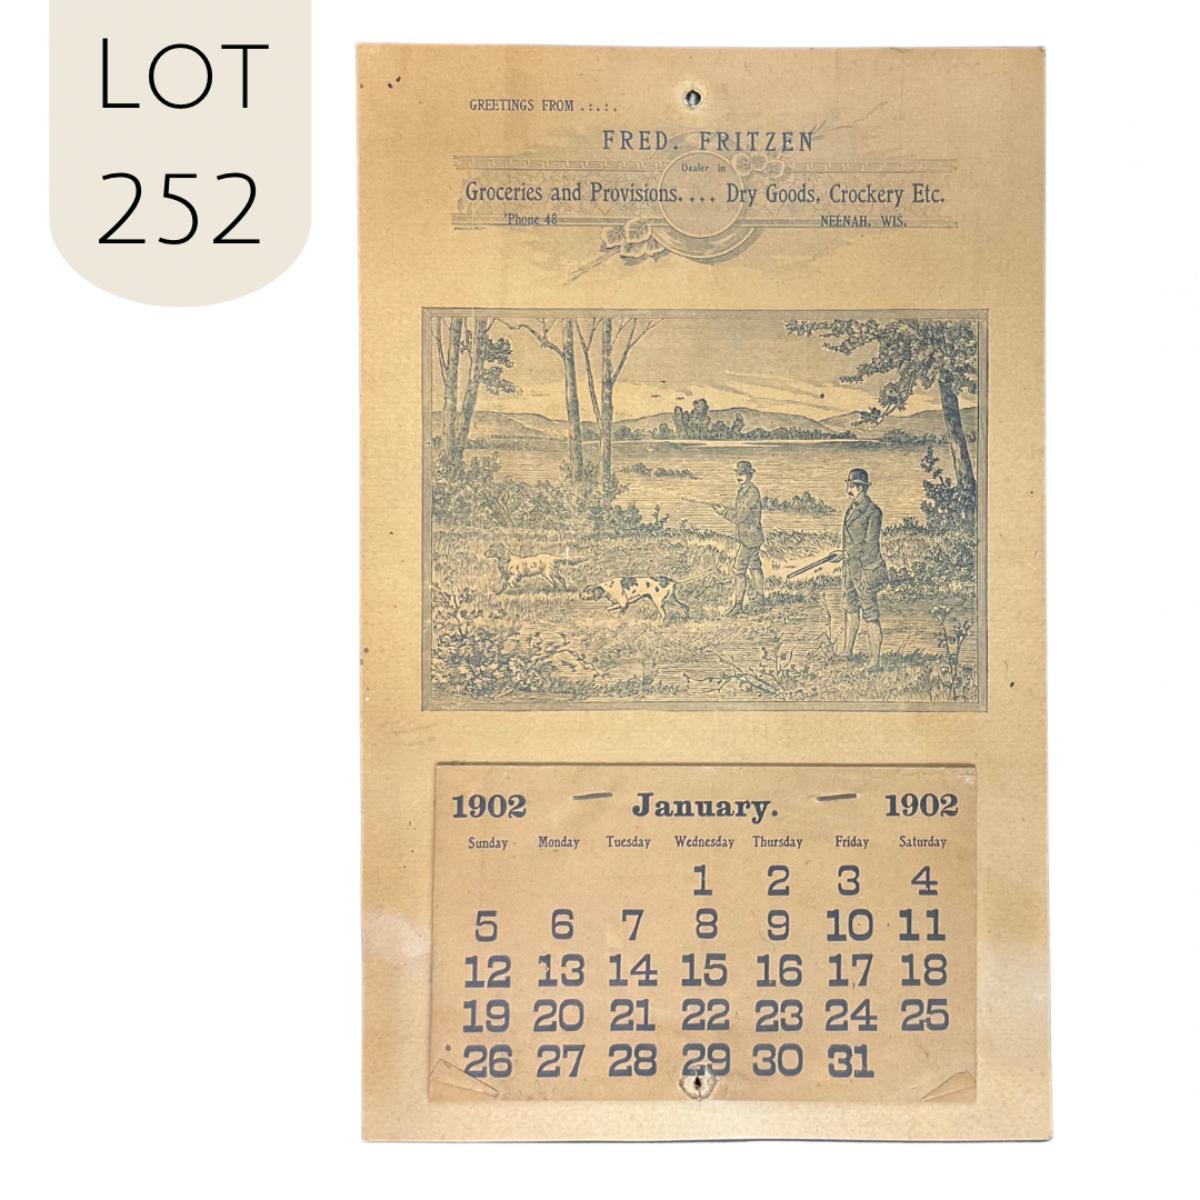 LOT
252
GREETINGS FROM .:.:.
FRED. FRITZEN
Dealer in
Groceries and Provisions.... Dry Goods, Crockery Etc.
'Phone 48
NEENAH, WIS.
1902 January. 1902
Sunday Monday Tuesday Wednesday Thursday Friday Saturday
1 2 3 4
5 6 7 8 9 10 11
12 13 14 15 16 17 18
19 20 21 22 23 24 25
26 27 28 29 30 31